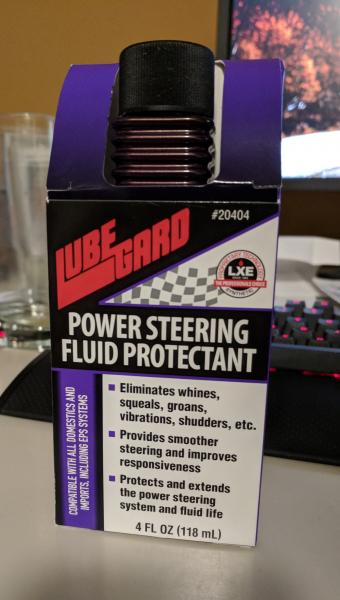 #20404
LUBE GARD
LXE
THE PROFESSIONALS CHOICE
SYNTHETIC
POWER STEERING
FLUID PROTECTANT
COMPATIBLE WITH ALL DOMESTICS AND
IMPORTS, INCLUDING EPS SYSTEMS
Eliminates whines,
squeals, groans,
vibrations, shudders, etc.
Provides smoother
steering and improves
responsiveness
Protects and extends
the power steering
system and fluid life
4 FL OZ (118 mL)